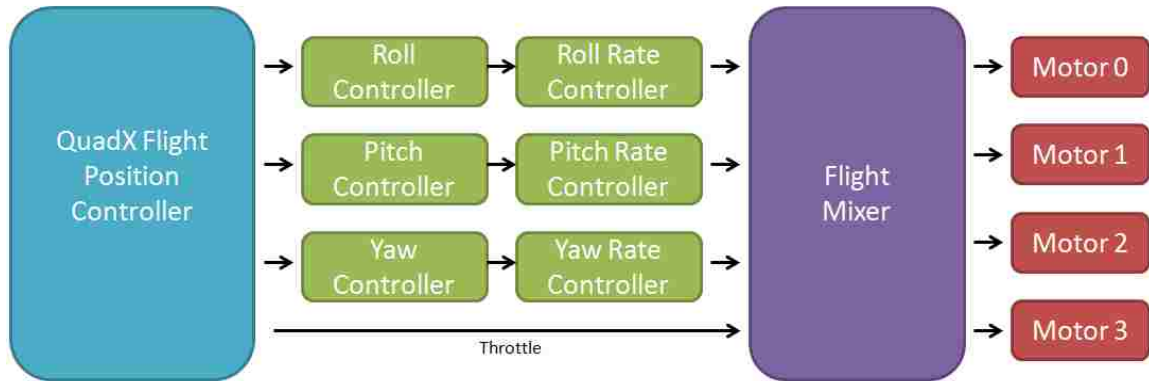 QuadX Flight
Position
Controller
Roll
Controller
Roll Rate
Controller
Pitch
Controller
Pitch Rate
Controller
Yaw
Controller
Yaw Rate
Controller
Throttle
Flight
Mixer
Motor 0
Motor 1
Motor 2
Motor 3